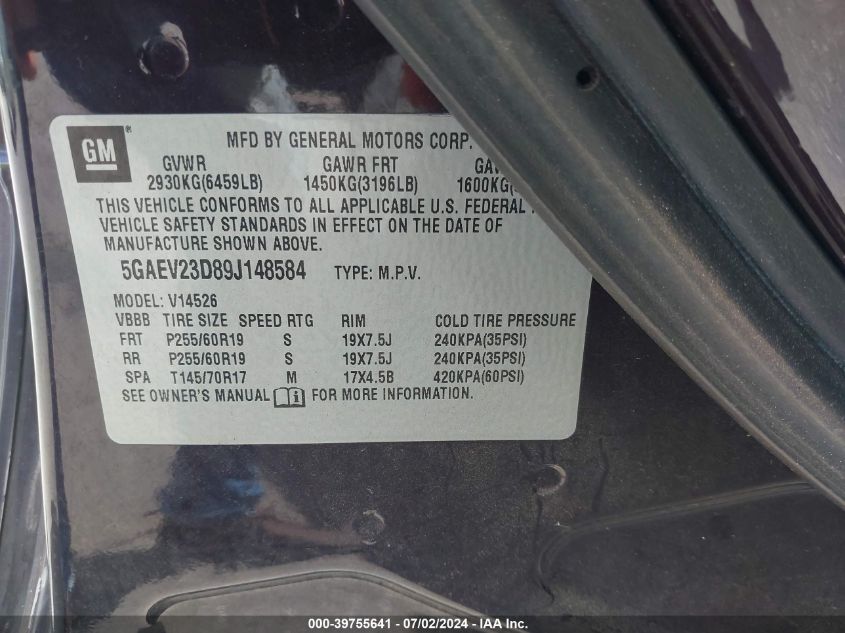 GM
MFD BY GENERAL MOTORS CORP.
GVWR GAWR FRT
2930KG(6459LB) 1450KG(3196LB) 1600KG(
THIS VEHICLE CONFORMS TO ALL APPLICABLE U.S. FEDERAL
VEHICLE SAFETY STANDARDS IN EFFECT ON THE DATE OF
MANUFACTURE SHOWN ABOVE.
5GAEV23D89J148584 TYPE: M.P.V.
MODEL: V14526
VBBB TIRE SIZE SPEED RTG RIM COLD TIRE PRESSURE
FRT P255/60R19 S 19X7.5J 240KPA(35PSI)
RR P255/60R19 S 19X7.5J 240KPA(35PSI)
SPA T145/70R17 M 17X4.5B 420KPA(60PSI)
SEE OWNER'S MANUAL FOR MORE INFORMATION.
000-39755641 - 07/02/2024 - IAA Inc.